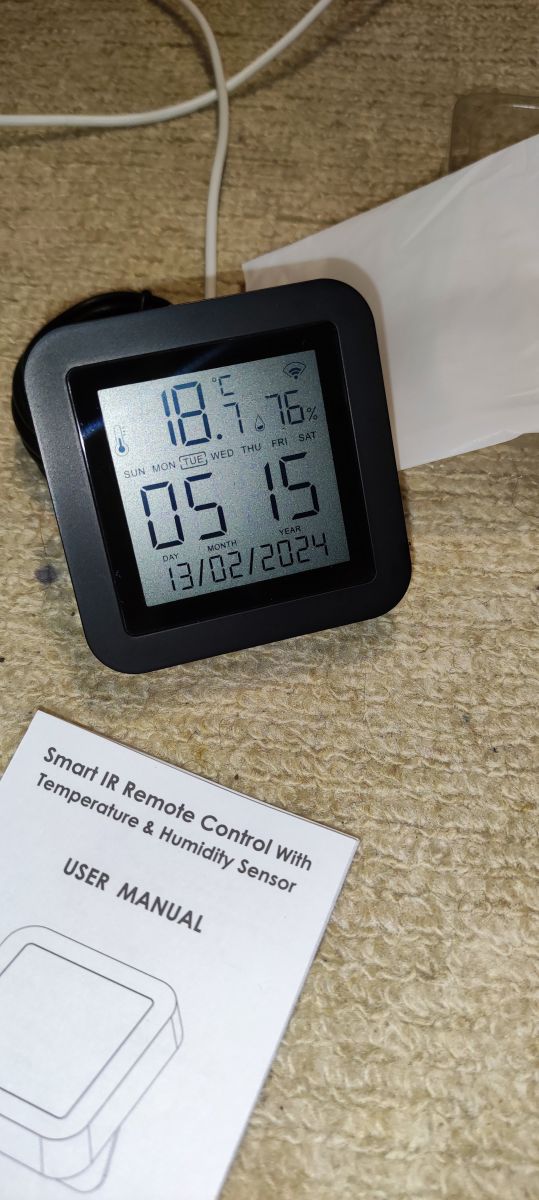 18.7 °C 76%
SUN MON TUE WED THU FRI SAT
05 15
DAY MONTH YEAR
13/02/2024
Smart IR Remote Control With
Temperature & Humidity Sensor
USER MANUAL